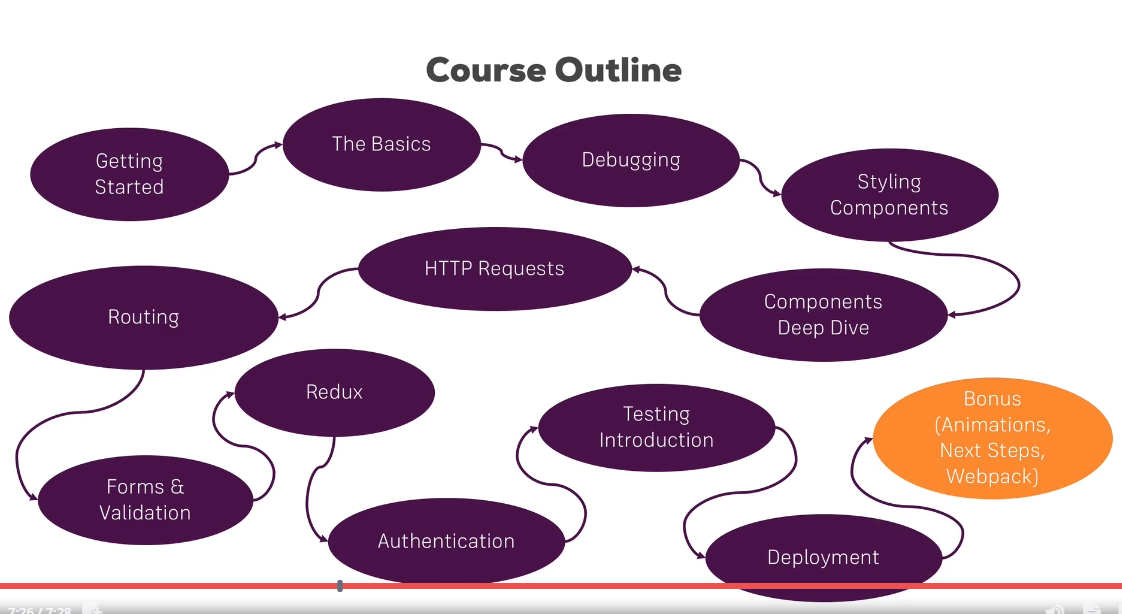 Course Outline
Getting
Started
The Basics
Debugging
Styling
Components
Components
Deep Dive
HTTP Requests
Routing
Forms &
Validation
Redux
Authentication
Testing
Introduction
Deployment
Bonus
(Animations,
Next Steps,
Webpack)
7:26 / 7:28